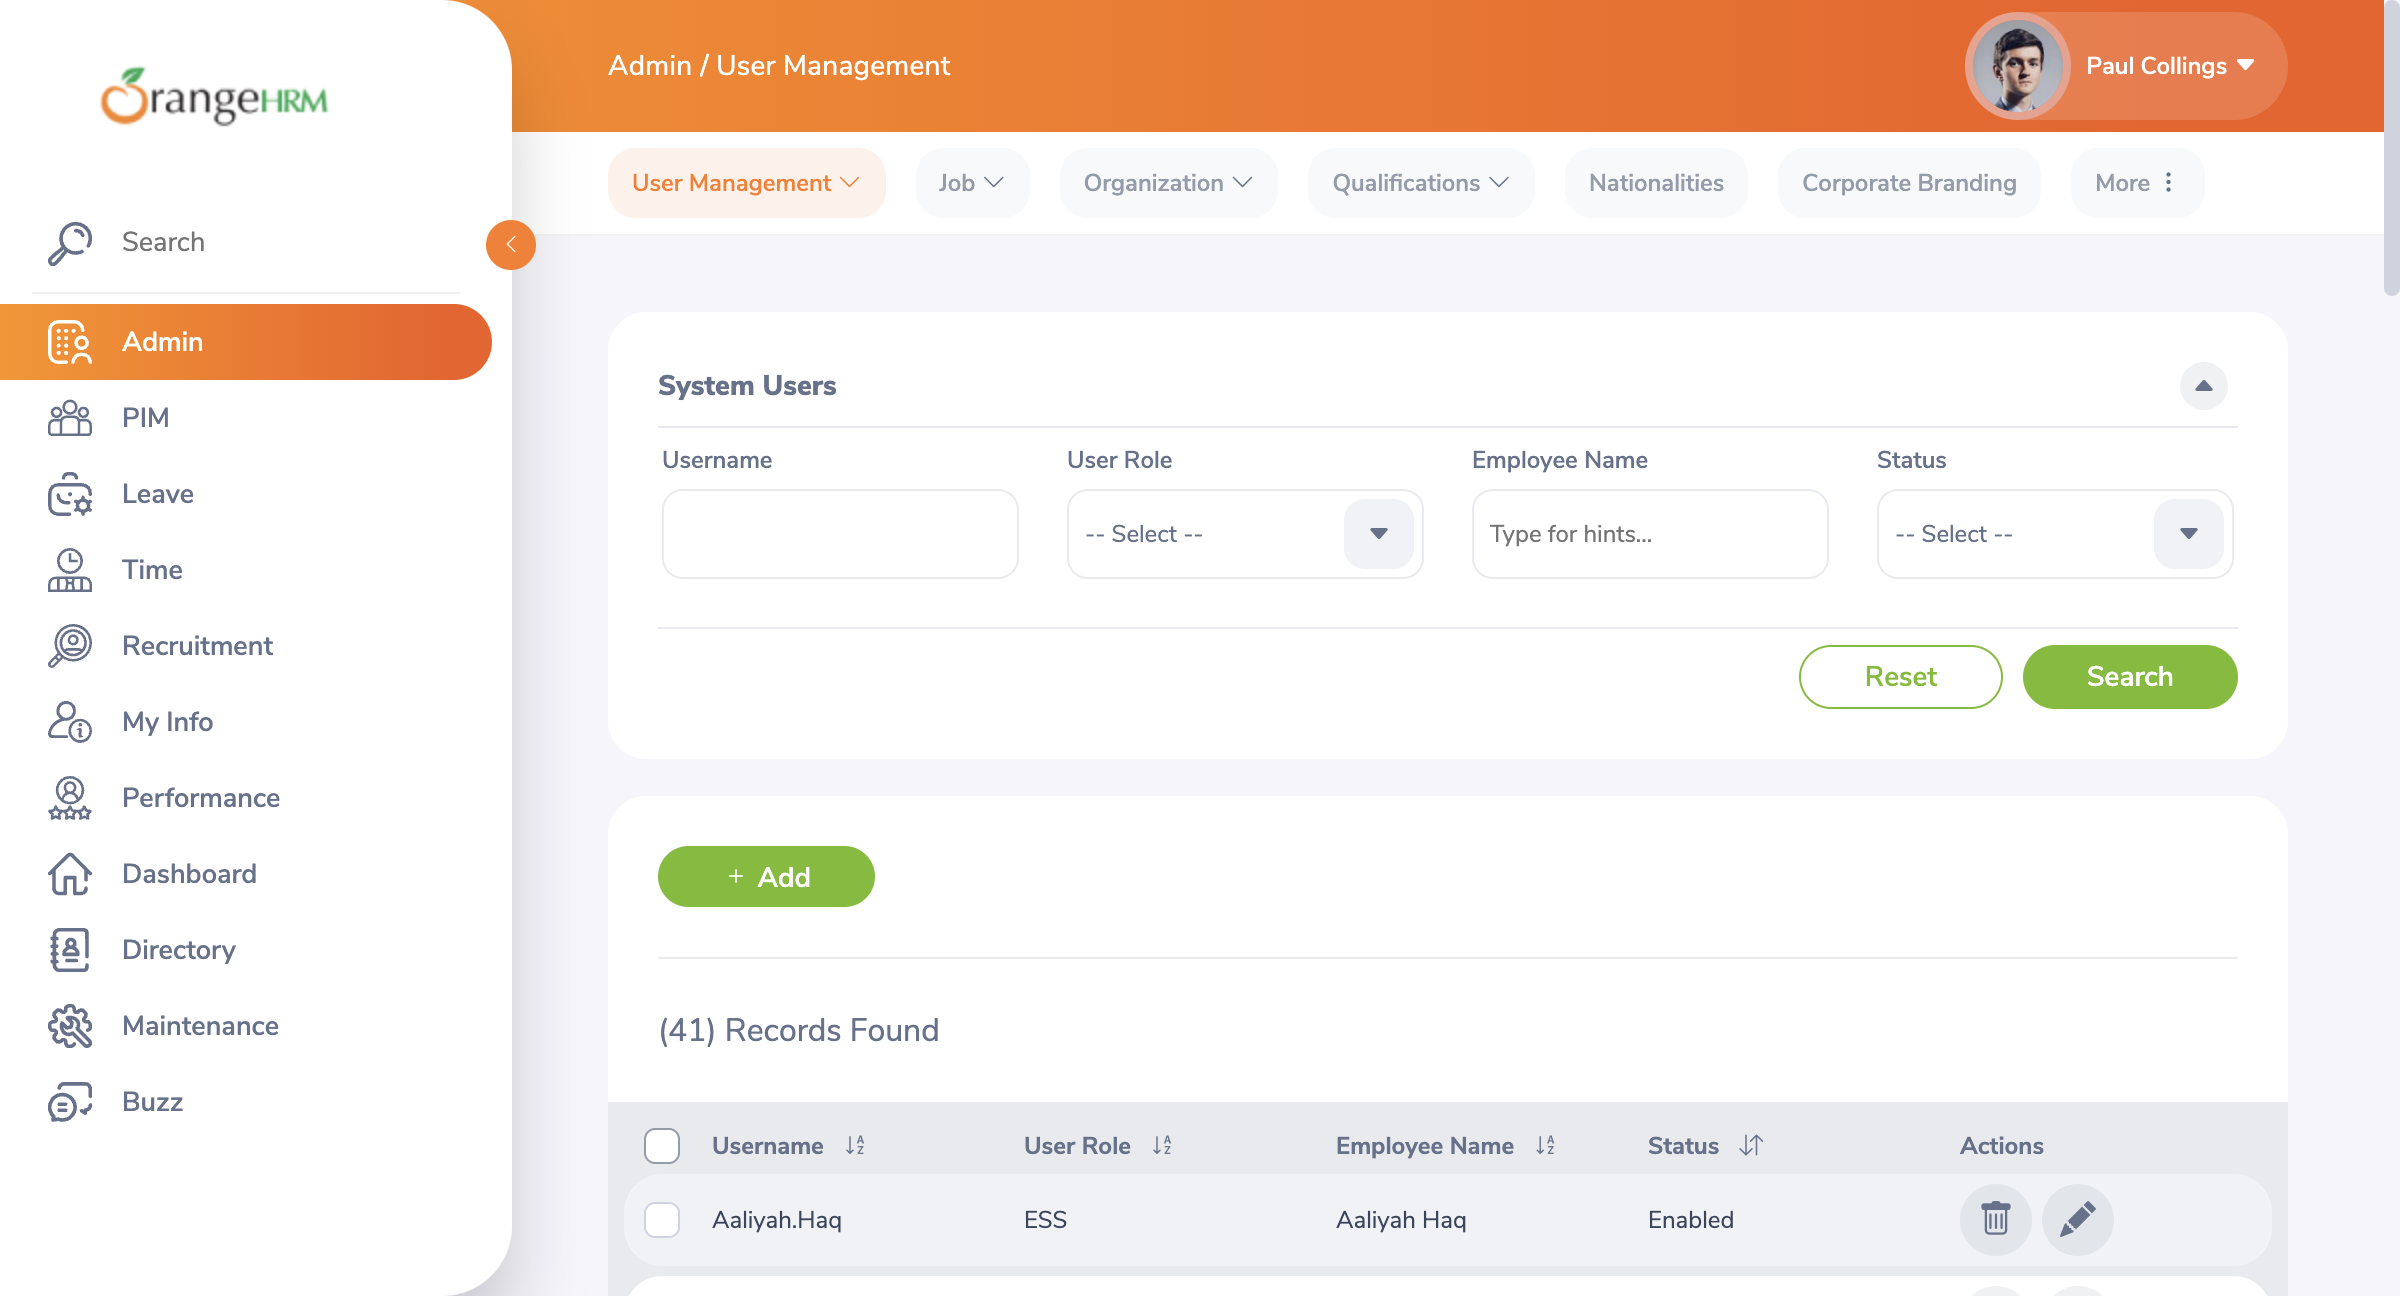 OrangeHRM
Search
Admin
PIM
Leave
Time
Recruitment
My Info
Performance
Dashboard
Directory
Maintenance
Buzz
Admin / User Management
Paul Collings
User Management
Job
Organization
Qualifications
Nationalities
Corporate Branding
More
System Users
Username
User Role
Employee Name
Status
-- Select --
Type for hints...
-- Select --
Reset
Search
+ Add
(41) Records Found
Username
User Role
Employee Name
Status
Actions
Aaliyah.Haq
ESS
Aaliyah Haq
Enabled